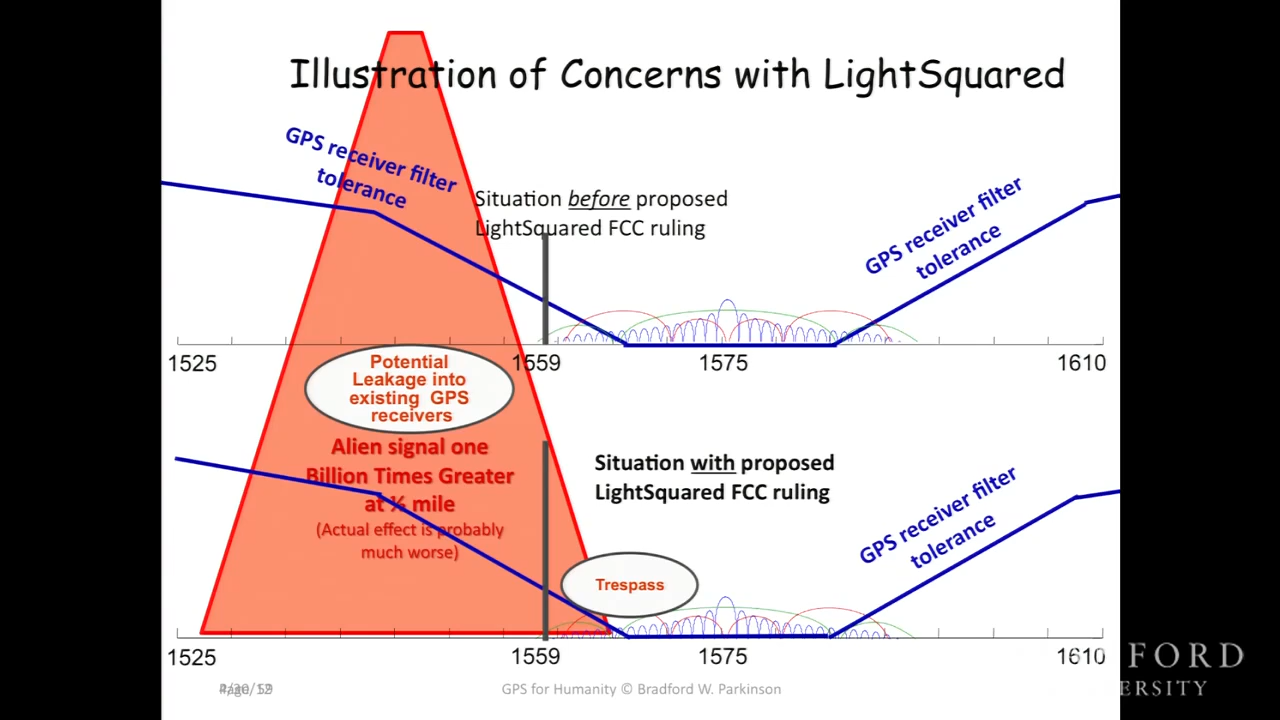 Illustration of Concerns with LightSquared
GPS receiver filter
tolerance
Situation before proposed
LightSquared FCC ruling
GPS receiver filter
tolerance
1525
1559
1575
1610
Potential
Leakage into
existing GPS
receivers
Alien signal one
Billion Times Greater
at ½ mile
(Actual effect is probably
much worse)
Situation with proposed
LightSquared FCC ruling
GPS receiver filter
tolerance
Trespass
1525
1559
1575
1610
GPS for Humanity © Bradford W. Parkinson
FORD
ERSITY